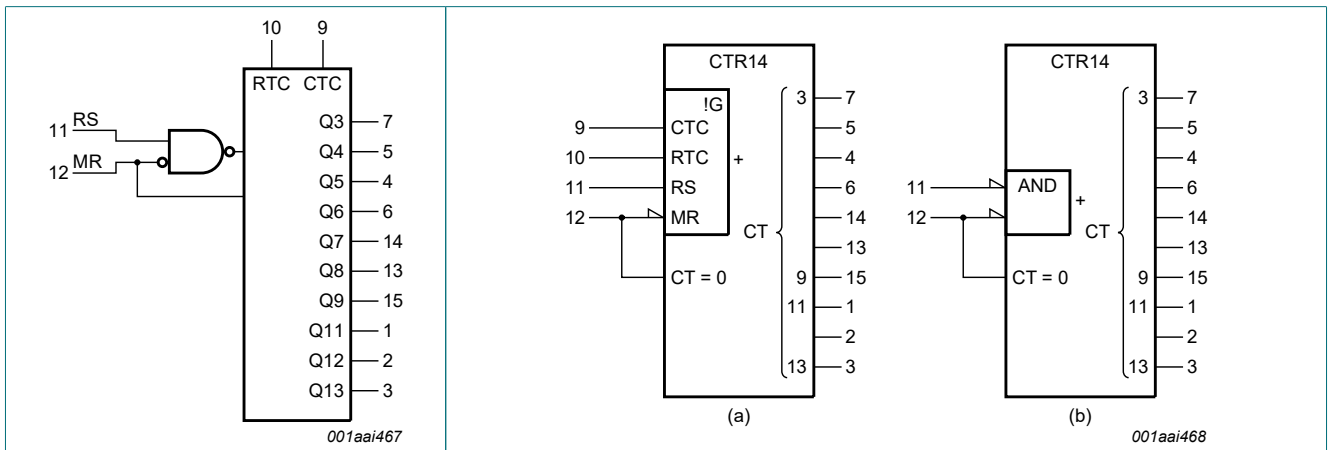 10 9
RTC CTC
11 RS
12 MR
Q3 7
Q4 5
Q5 4
Q6 6
Q7 14
Q8 13
Q9 15
Q11 1
Q12 2
Q13 3
001aai467
CTR14
!G
9 CTC
10 RTC
11 RS
12 MR
+
CT = 0
CT
3 7
5
4
6
14
13
9 15
11 1
2
13 3
(a)
CTR14
11 AND
12
+
CT = 0
CT
3 7
5
4
6
14
13
9 15
11 1
2
13 3
(b)
001aai468